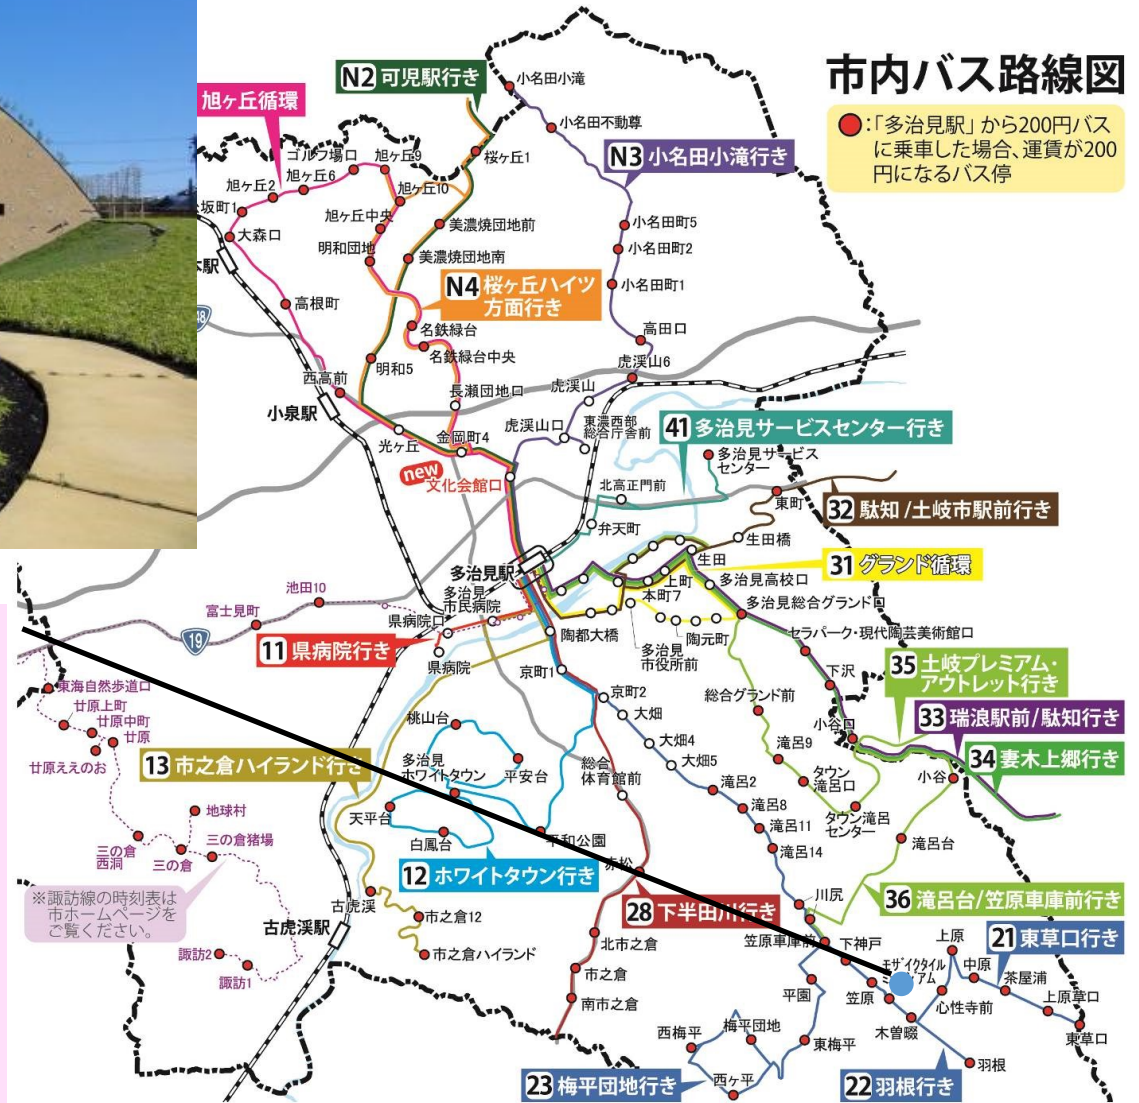 市内バス路線図
●:「多治見駅」から200円バス
に乗車した場合、運賃が200
円になるバス停
N2 可児駅行き
小名田小滝
旭ヶ丘循環
小名田不動尊
N3 小名田小滝行き
桜ヶ丘1
ゴルフ場口
旭ヶ丘9
旭ヶ丘6
旭ヶ丘2
旭ヶ丘10
坂町1
旭ヶ丘中央
美濃焼団地前
小名田町5
大森口
明和団地
小名田町2
美濃焼団地南
本駅
N4 桜ヶ丘ハイツ
方面行き
小名田町1
高根町
48
名鉄緑台
高田口
名鉄緑台中央
明和5
虎渓山6
西高前
長瀬団地口
虎渓山
小泉駅
虎渓山口
東濃西部
総合庁舎前
41 多治見サービスセンター行き
金岡町4
光ヶ丘
多治見サービス
センター
new
文化会館口
北高正門前
東町
32 駄知/土岐市駅前行き
弁天町
生田橋
生田
31 グランド循環
多治見駅
上町
多治見高校口
多治見
市民病院
本町7
池田10
富士見町
県病院口
多治見総合グランド口
19
陶都大橋
陶元町
セラパーク・現代陶芸美術館口
11 県病院行き
多治見
市役所前
県病院
京町1
下沢
35 土岐プレミアム・
アウトレット行き
東海自然歩道口
京町2
総合グランド前
廿原上町
大畑
小谷口
33 瑞浪駅前/駄知行き
廿原中町
桃山台
廿原
大畑4
滝呂9
34 妻木上郷行き
13 市之倉ハイランド行き
多治見
ホワイトタウン
平安台
総合
体育館前
大畑5
廿原ええのお
タウン
滝呂口
小谷
滝呂2
地球村
天平台
滝呂8
タウン滝呂
センター
三の倉猪場
滝呂11
三の倉
西洞
三の倉
白鳳台
平和公園
滝呂14
滝呂台
赤松
12 ホワイトタウン行き
※諏訪線の時刻表は
市ホームページを
ご覧ください。
古虎渓
川尻
36 滝呂台/笠原車庫前行き
28 下半田川行き
市之倉12
古虎渓駅
笠原車庫前
下神戸
上原
21 東草口行き
諏訪2
市之倉ハイランド
北市之倉
モザイクタイル
ミュージアム
中原
諏訪1
市之倉
茶屋浦
平園
笠原
心性寺前
上原草口
南市之倉
木曽畷
東草口
西梅平
梅平団地
東梅平
羽根
23 梅平団地行き
西ヶ平
22 羽根行き